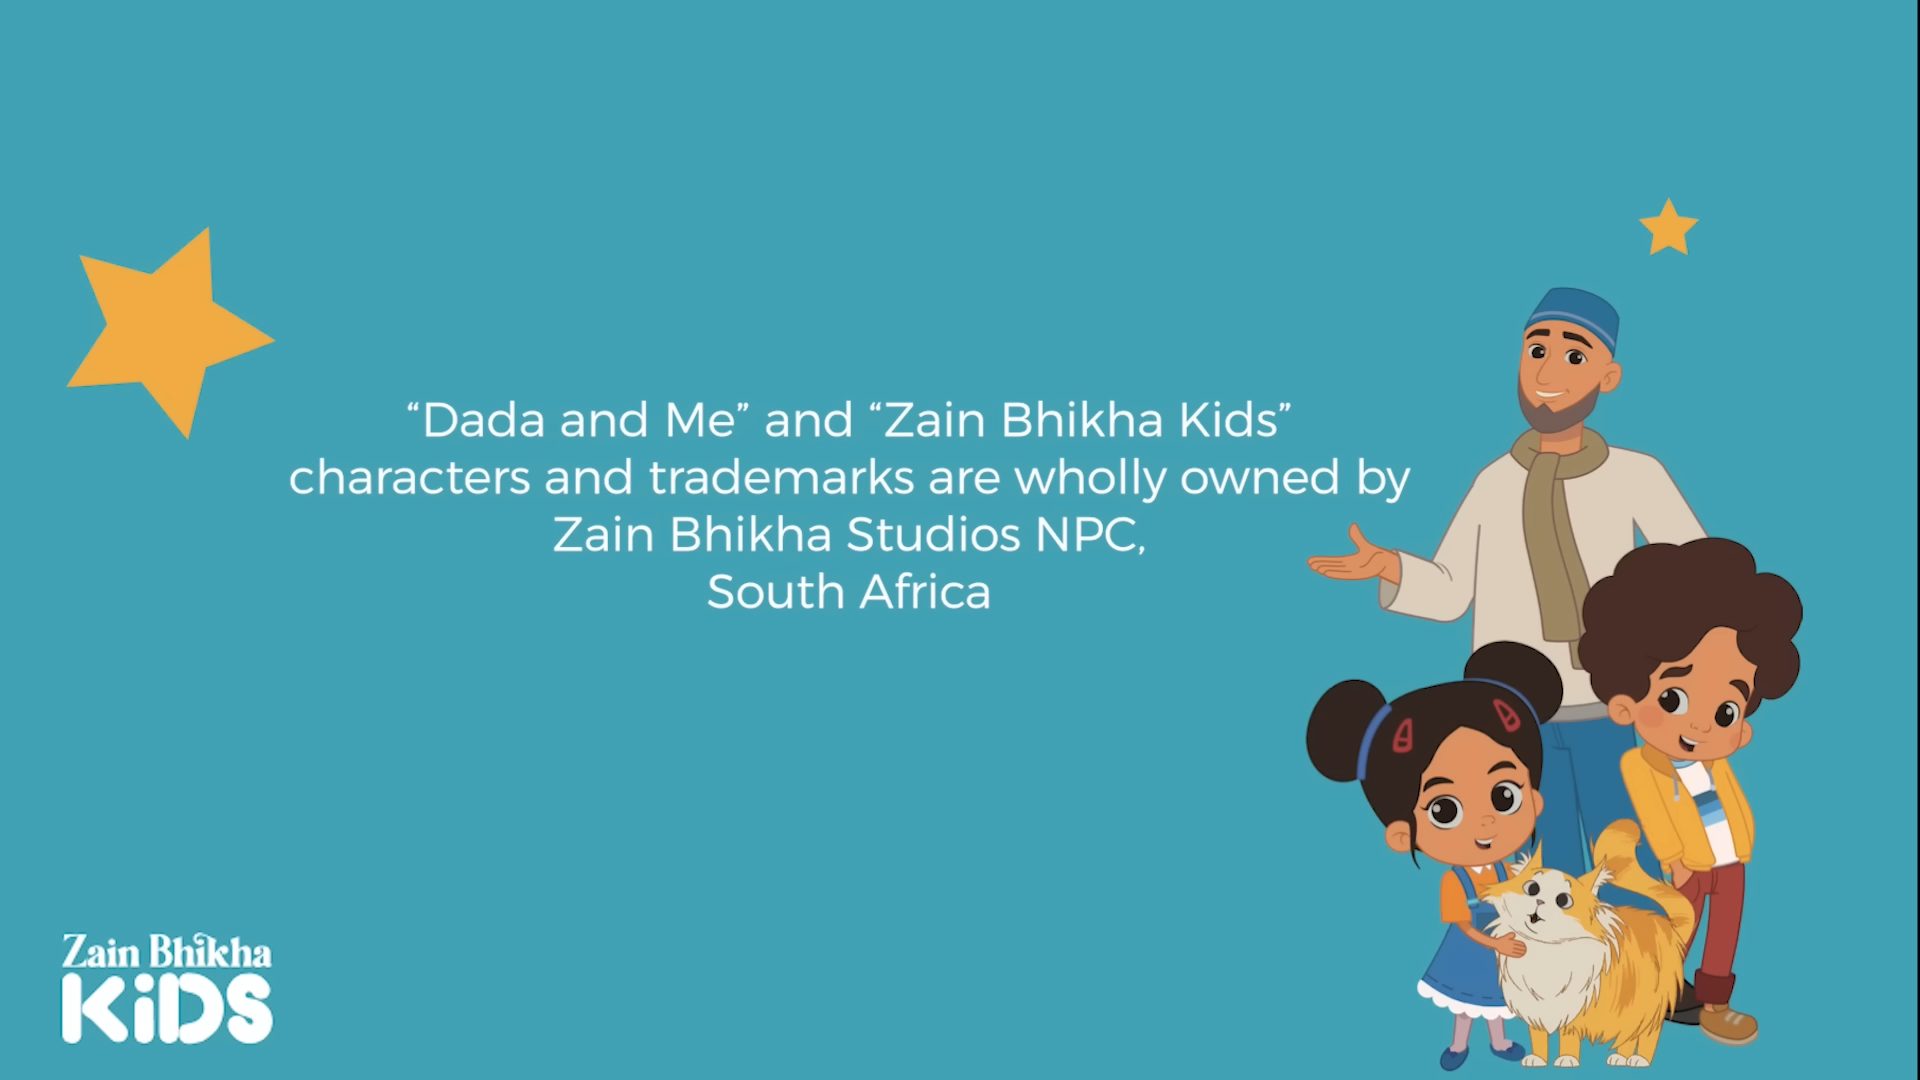 “Dada and Me” and “Zain Bhikha Kids”
characters and trademarks are wholly owned by
Zain Bhikha Studios NPC,
South Africa
Zain Bhikha
KiDS